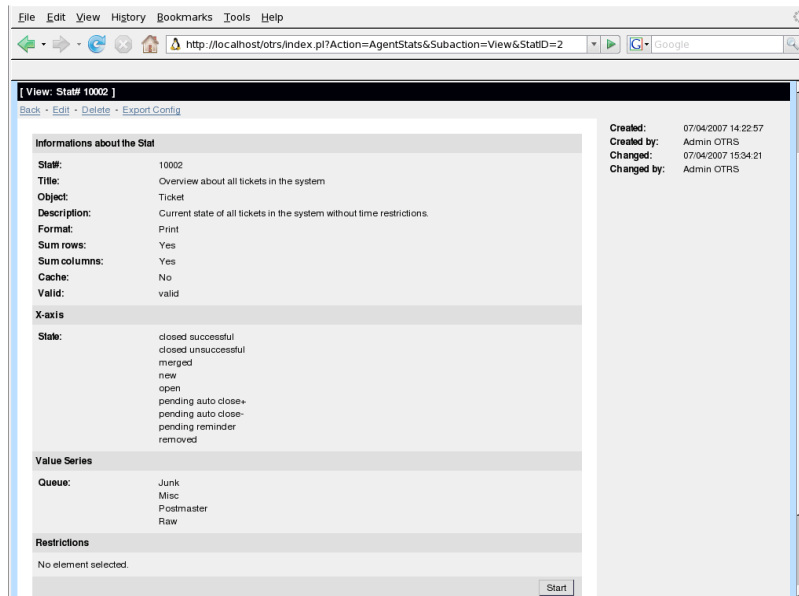 File Edit View History Bookmarks Tools Help
http://localhost/otrs/index.pl?Action=AgentStats&Subaction=View&StatID=2
G Google
[ View: Stat# 10002 ]
Back - Edit - Delete - Export Config
Informations about the Stat
Stat#: 10002
Title: Overview about all tickets in the system
Object: Ticket
Description: Current state of all tickets in the system without time restrictions.
Format: Print
Sum rows: Yes
Sum columns: Yes
Cache: No
Valid: valid
X-axis
State: closed successful
closed unsuccessful
merged
new
open
pending auto close+
pending auto close-
pending reminder
removed
Value Series
Queue: Junk
Misc
Postmaster
Raw
Restrictions
No element selected.
Start
Created: 07/04/2007 14:22:57
Created by: Admin OTRS
Changed: 07/04/2007 15:34:21
Changed by: Admin OTRS